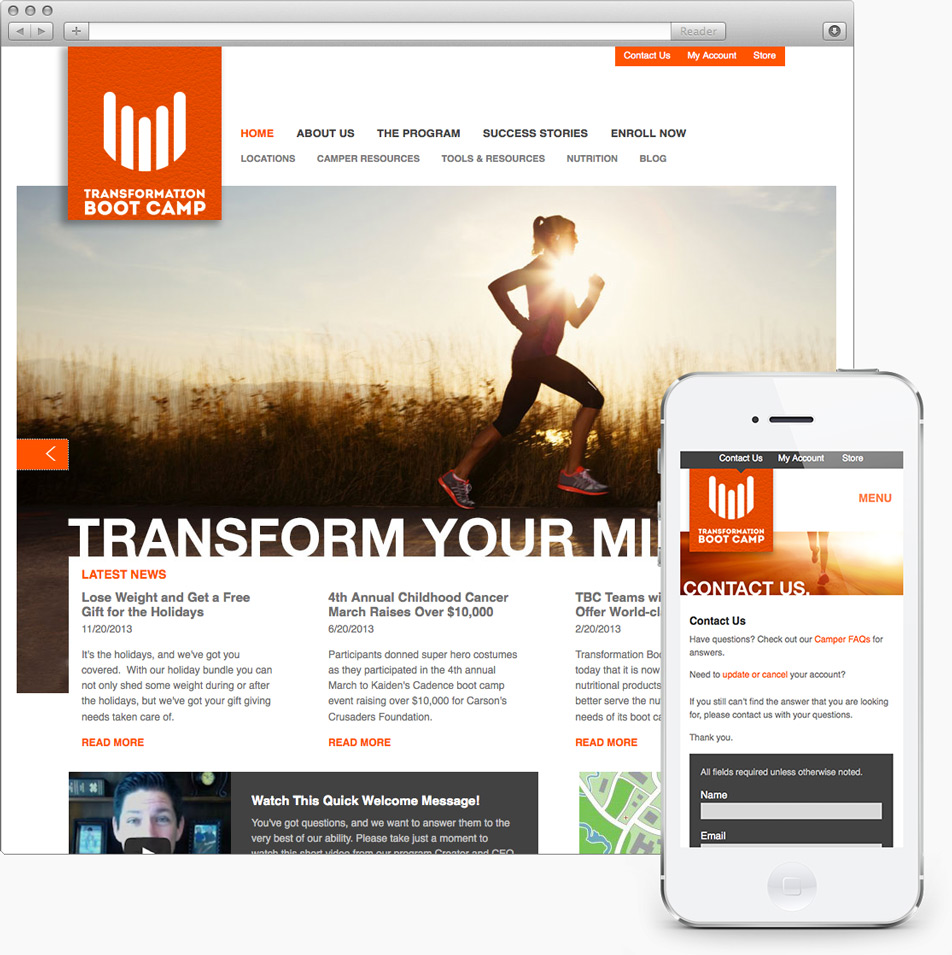 Reader
Contact Us My Account Store
TRANSFORMATION
BOOT CAMP
HOME ABOUT US THE PROGRAM SUCCESS STORIES ENROLL NOW
LOCATIONS CAMPER RESOURCES TOOLS & RESOURCES NUTRITION BLOG
TRANSFORM YOUR MI
LATEST NEWS
Lose Weight and Get a Free
Gift for the Holidays
11/20/2013
It's the holidays, and we've got you
covered. With our holiday bundle you can
not only shed some weight during or after
the holidays, but we've got your gift giving
needs taken care of.
READ MORE
4th Annual Childhood Cancer
March Raises Over $10,000
6/20/2013
Participants donned super hero costumes
as they participated in the 4th annual
March to Kaiden's Cadence boot camp
event raising over $10,000 for Carson's
Crusaders Foundation.
READ MORE
TBC Teams wi
Offer World-cl
2/20/2013
Transformation Boo
today that it is now
nutritional products
better serve the nu
needs of its boot ca
READ MORE
Watch This Quick Welcome Message!
You've got questions, and we want to answer them to the
very best of our ability. Please take just a moment to
watch this short video from our program Creator and CEO
Contact Us My Account Store
TRANSFORMATION
BOOT CAMP
MENU
CONTACT US.
Contact Us
Have questions? Check out our Camper FAQs for
answers.
Need to update or cancel your account?
If you still can't find the answer that you are looking
for, please contact us with your questions.
Thank you.
All fields required unless otherwise noted.
Name
Email